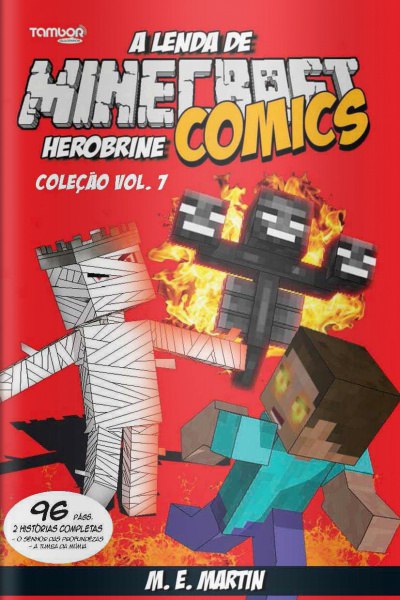 Tambor
A LENDA DE
MINECRAFT
HEROBRINE COMICS
COLEÇÃO VOL. 7
96 PÁGS.
2 HISTÓRIAS COMPLETAS
- O SENHOR DAS PROFUNDEZAS
- A TUMBA DA MÚMIA
M. E. MARTIN